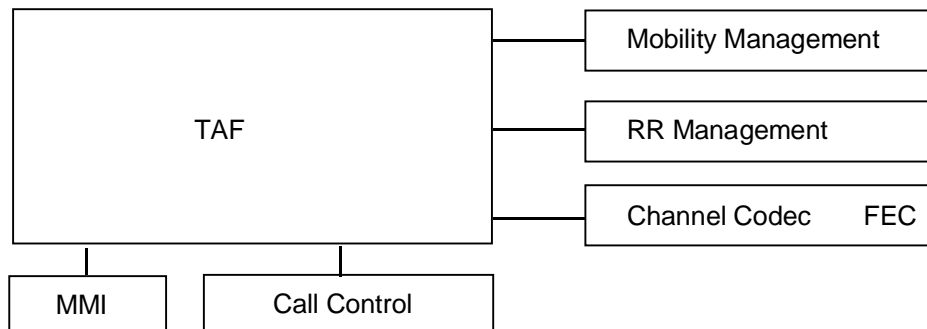 Mobility Management
TAF
RR Management
Channel Codec FEC
MMI
Call Control